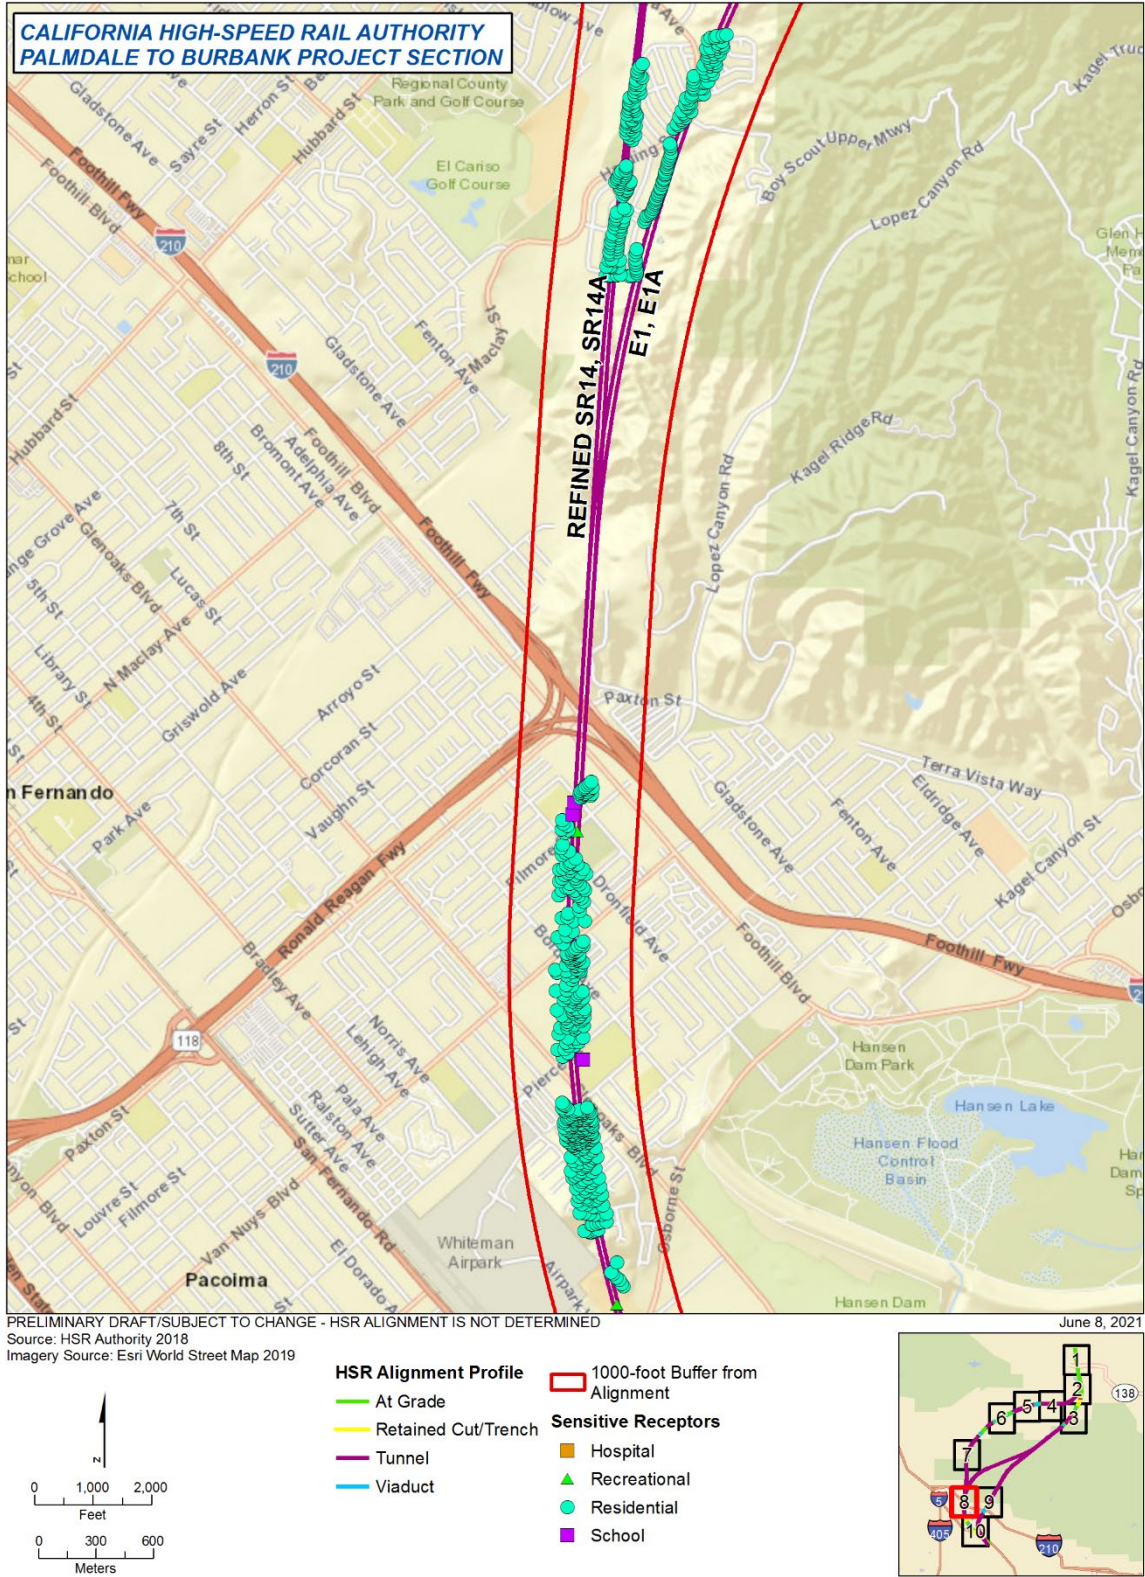 CALIFORNIA HIGH-SPEED RAIL AUTHORITY
PALMDALE TO BURBANK PROJECT SECTION
Gladstone Ave
Sayre St
Herron St
Hubbard St
Regional County
Park and Golf Course
El Cariso
Golf Course
Foothill Fwy
Foothill Blvd
210
Boy Scout Upper Mtwy
Lopez Canyon Rd
Kagel Truc
Glen H
Mem
Pa
mar
School
Maclay St
Fenton Ave
Gladstone Ave
210
Hubbard St
8th St
Bromont Ave
Adelphia Ave
Foothill Blvd
REFINED SR14, SR14A
E1, E1A
Kagel Ridge Rd
Lopez Canyon Rd
Kagel Canyon Rd
ange Grove Ave
7th St
Glenoaks Blvd
5th St
Lucas St
Foothill Fwy
Library St
4th St
N Maclay Ave
Griswold Ave
Arroyo St
Corcoran St
Vaughn St
Paxton St
Terra Vista Way
n Fernando
Park Ave
Gladstone Ave
Fenton Ave
Eldridge Ave
Kagel Canyon St
Osbo
Filmore
Dronfield Ave
Ronald Reagan Fwy
Bradley Ave
Foothill Blvd
Foothill Fwy
118
Norris Ave
Lehigh Ave
Pala Ave
Ralston Ave
Sutter Ave
Pierce
Hansen
Dam Park
Hansen Lake
Hansen Flood
Control
Basin
Paxton St
Louvre St
Filmore St
Van Nuys Blvd
San Fernando Rd
El Dorado A
Osborne St
Whiteman
Airpark
Airpark
Pacoima
Hansen Dam
PRELIMINARY DRAFT/SUBJECT TO CHANGE - HSR ALIGNMENT IS NOT DETERMINED
June 8, 2021
Source: HSR Authority 2018
Imagery Source: Esri World Street Map 2019
HSR Alignment Profile
At Grade
Retained Cut/Trench
Tunnel
Viaduct
1000-foot Buffer from
Alignment
Sensitive Receptors
Hospital
Recreational
Residential
School
N
0 1,000 2,000
Feet
0 300 600
Meters
1
2
138
3
4
5
6
7
8
9
10
5
405
210